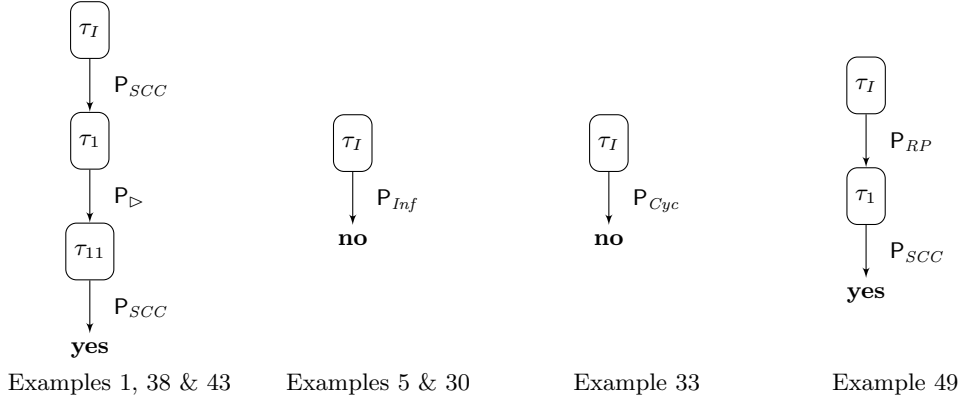 τ_I
P_SCC
τ_1
P_▷
τ_11
P_SCC
yes
Examples 1, 38 & 43
τ_I
P_Inf
no
Examples 5 & 30
τ_I
P_Cyc
no
Example 33
τ_I
P_RP
τ_1
P_SCC
yes
Example 49